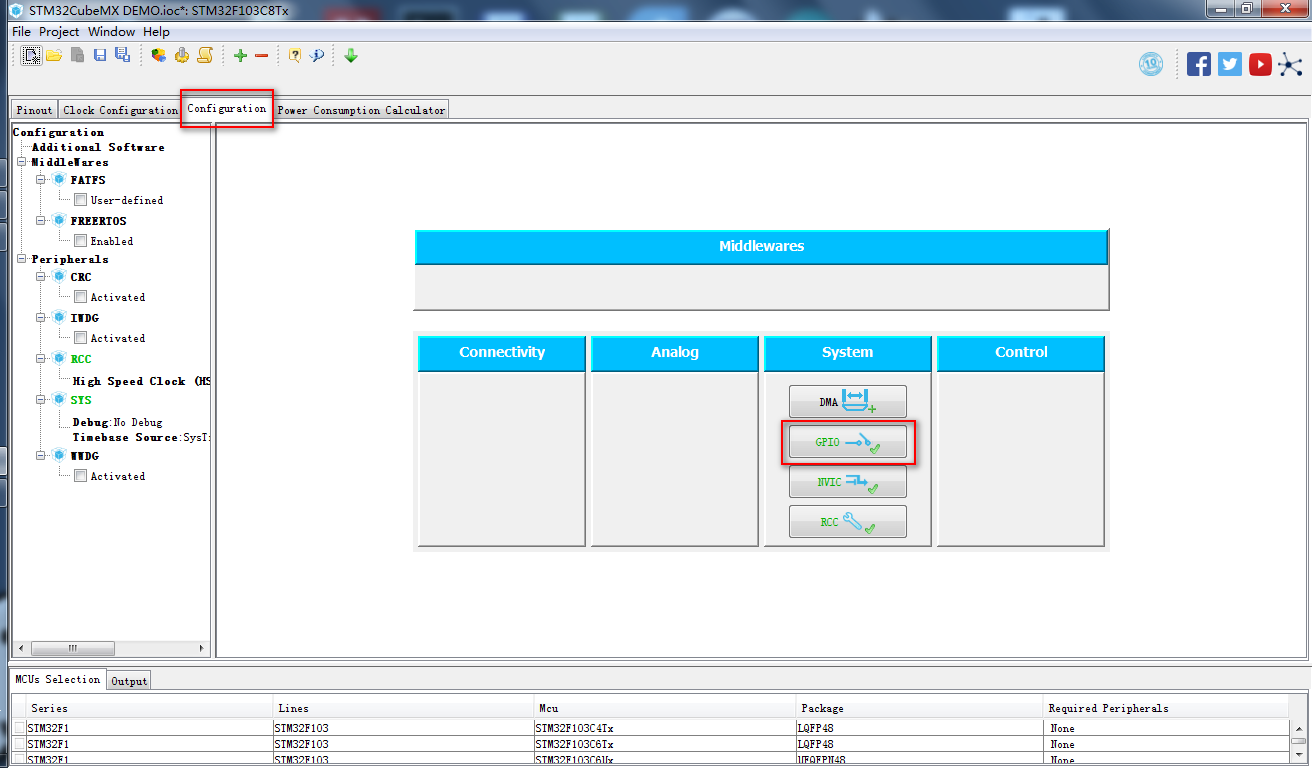 STM32CubeMX DEMO.ioc*: STM32F103C8Tx
File Project Window Help
19
Pinout Clock Configuration Configuration Power Consumption Calculator
Configuration
Additional Software
MiddleWares
FATFS
User-defined
FREERTOS
Enabled
Peripherals
CRC
Activated
IWDG
Activated
RCC
High Speed Clock (HS
SYS
Debug:No Debug
Timebase Source:SysTi
WWDG
Activated
Middlewares
Connectivity Analog System Control
DMA
GPIO
NVIC
RCC
MCUs Selection Output
Series Lines Mcu Package Required Peripherals
STM32F1 STM32F103 STM32F103C4Tx LQFP48 None
STM32F1 STM32F103 STM32F103C6Tx LQFP48 None
STM32F1 STM32F103 STM32F103C6Ux UFQFPN48 None